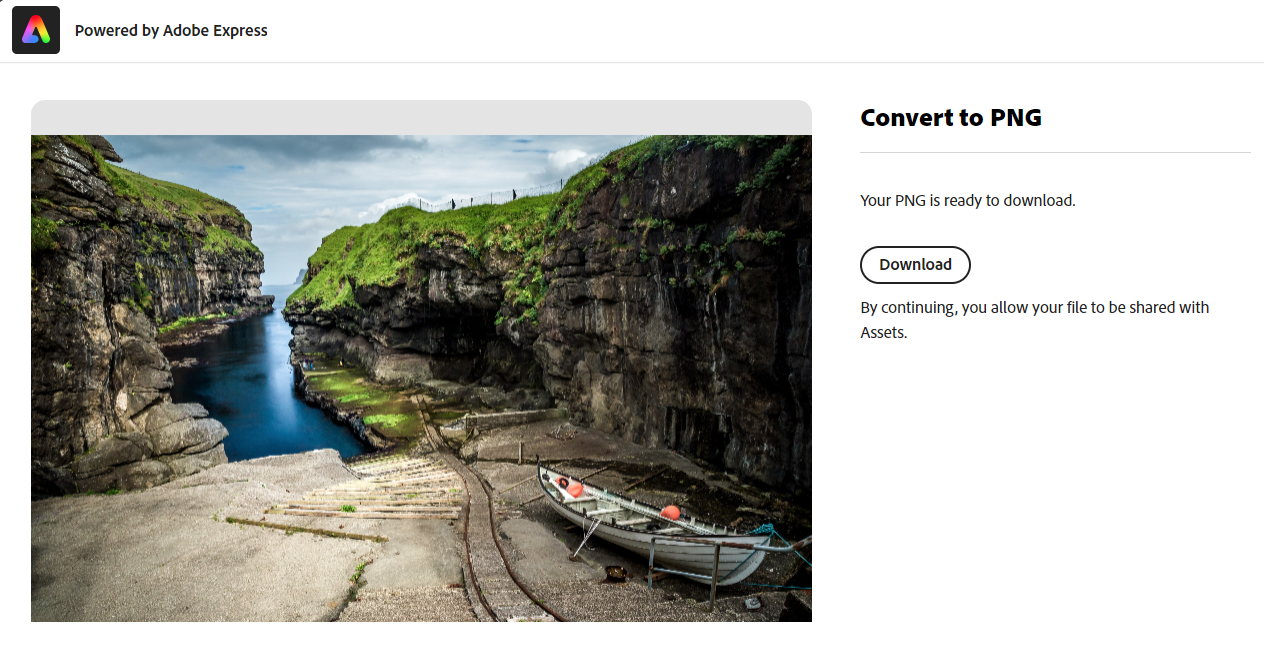 Powered by Adobe Express
Convert to PNG
Your PNG is ready to download.
Download
By continuing, you allow your file to be shared with
Assets.